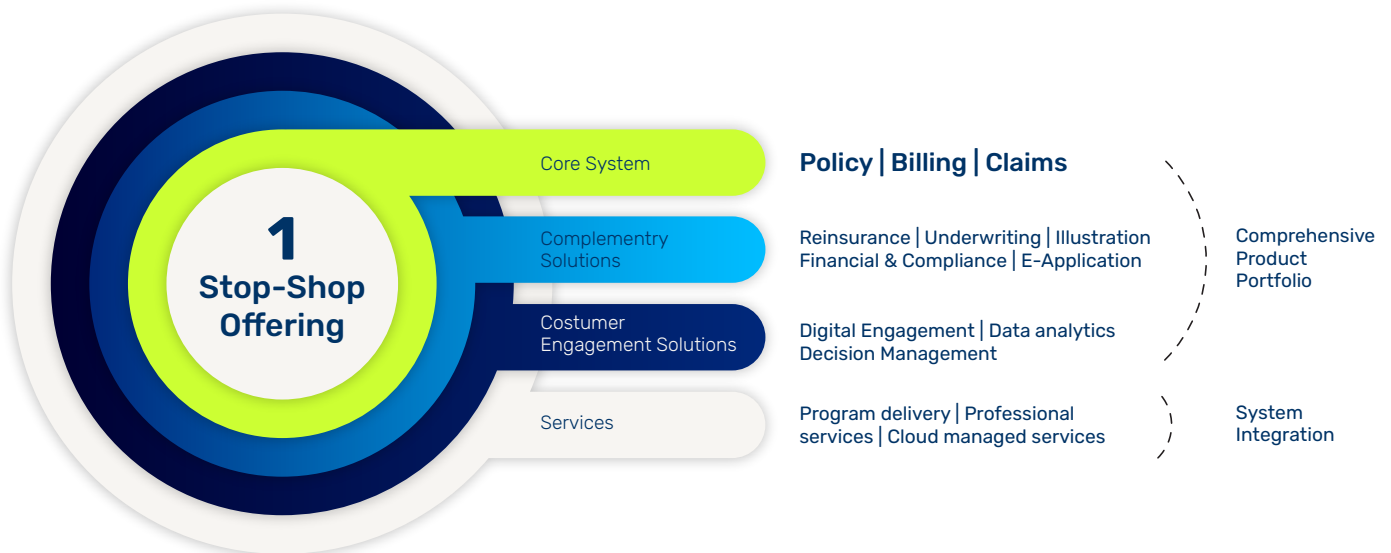 1
Stop-Shop
Offering
Core System
Policy | Billing | Claims
Complementry
Solutions
Reinsurance | Underwriting | Illustration
Financial & Compliance | E-Application
Costumer
Engagement Solutions
Digital Engagement | Data analytics
Decision Management
Comprehensive
Product
Portfolio
Services
Program delivery | Professional
services | Cloud managed services
System
Integration